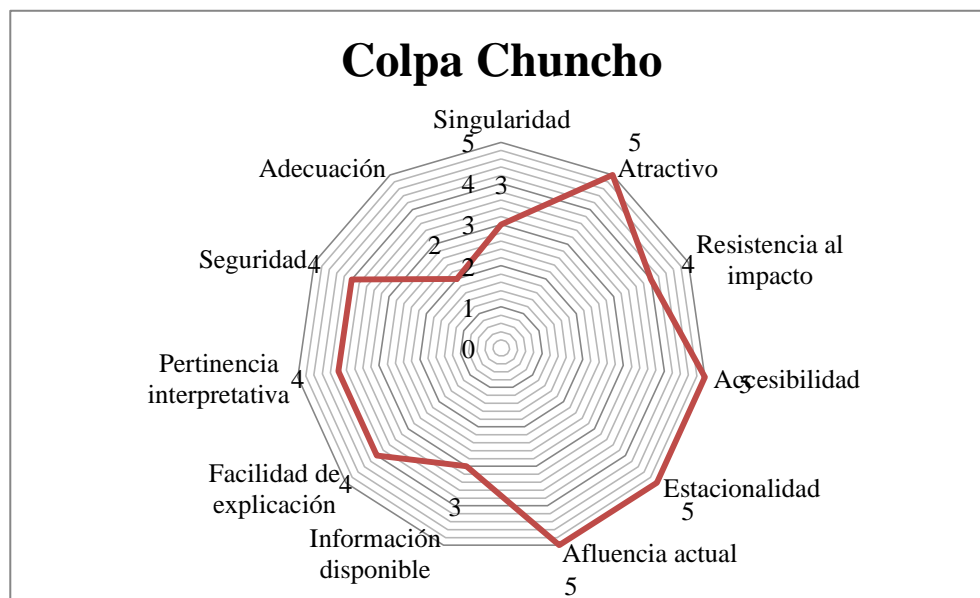 Colpa Chuncho
Singularidad
5
5
Atractivo
Adecuación
4
3
3
2
Resistencia al
impacto
4
Seguridad
4
2
1
0
Pertinencia
interpretativa
4
Accesibilidad
5
Facilidad de
explicación
4
Estacionalidad
5
3
Información
disponible
Afluencia actual
5